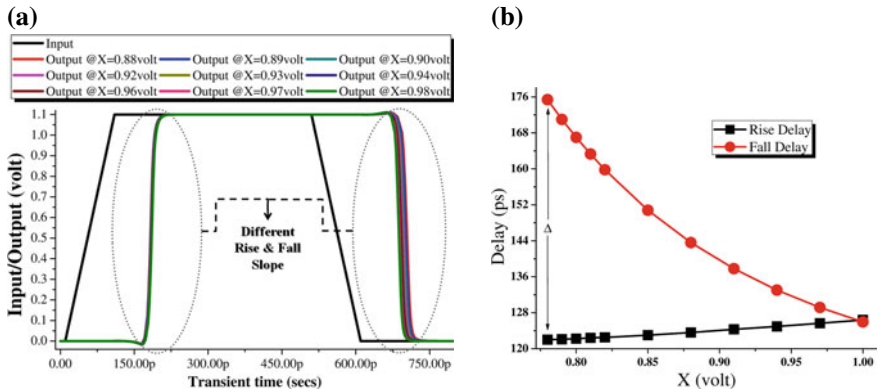 (a)
Input
Output @X=0.88volt Output @X=0.89volt Output @X=0.90volt
Output @X=0.92volt Output @X=0.93volt Output @X=0.94volt
Output @X=0.96volt Output @X=0.97volt Output @X=0.98volt
Input/Output (volt)
1.1
1.0
0.9
0.8
0.7
0.6
0.5
0.4
0.3
0.2
0.1
0.0
Different
Rise & Fall
Slope
0.00 150.00p 300.00p 450.00p 600.00p 750.00p
Transient time (secs)
(b)
Delay (ps)
176
168
160
152
144
136
128
120
Rise Delay
Fall Delay
Δ
0.80 0.85 0.90 0.95 1.00
X (volt)